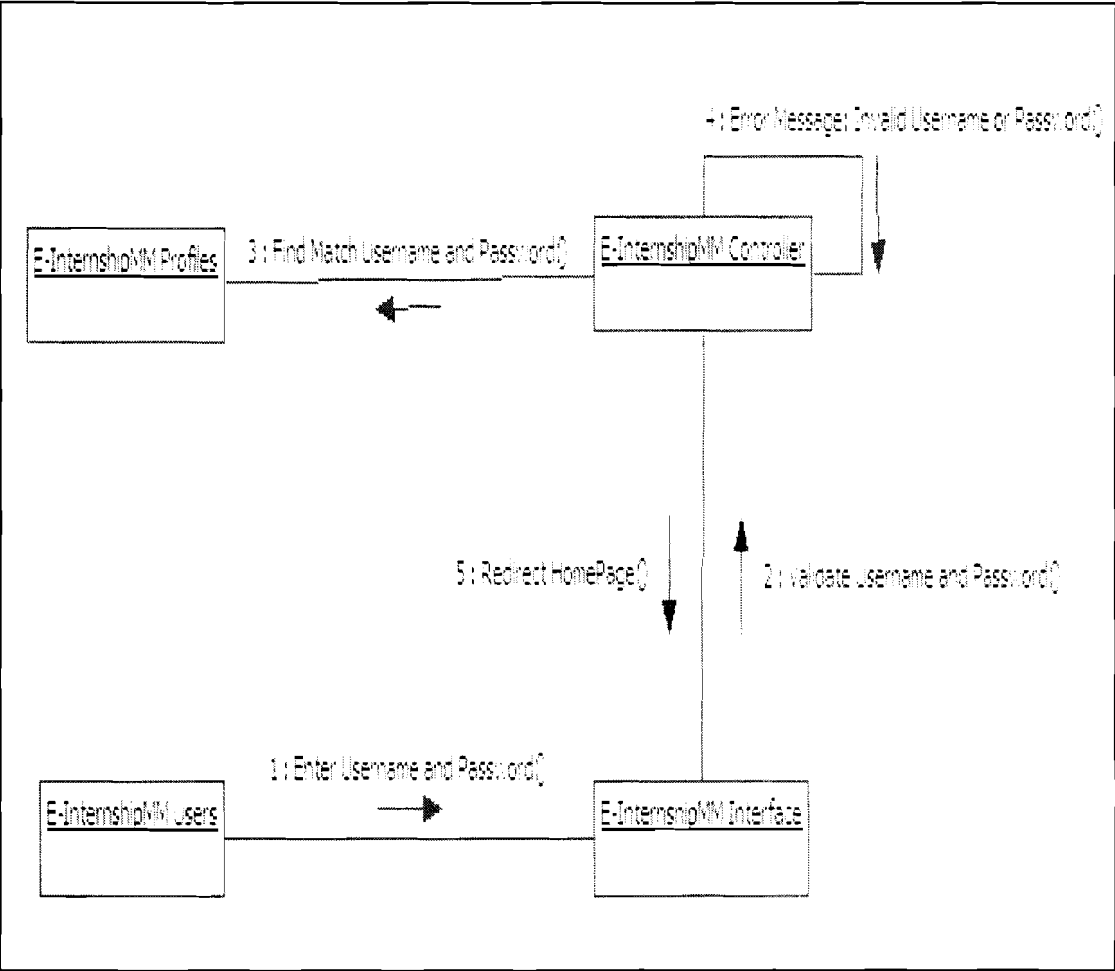 4 : Error Message: Invalid Username or Password()
E-InternshipMM Profiles
3 : Find Match Username and Password()
E-InternshipMM Controller
5 : Redirect HomePage()
2 : Validate Username and Password()
1 : Enter Username and Password()
E-InternshipMM Users
E-InternshipMM Interface